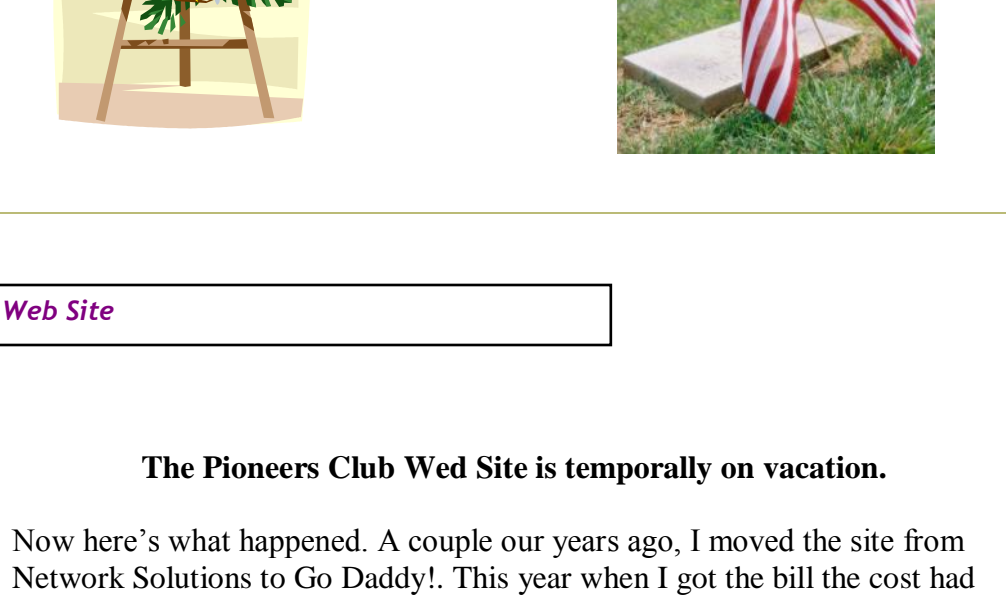 Web Site
The Pioneers Club Wed Site is temporally on vacation.
Now here’s what happened. A couple our years ago, I moved the site from
Network Solutions to Go Daddy!. This year when I got the bill the cost had